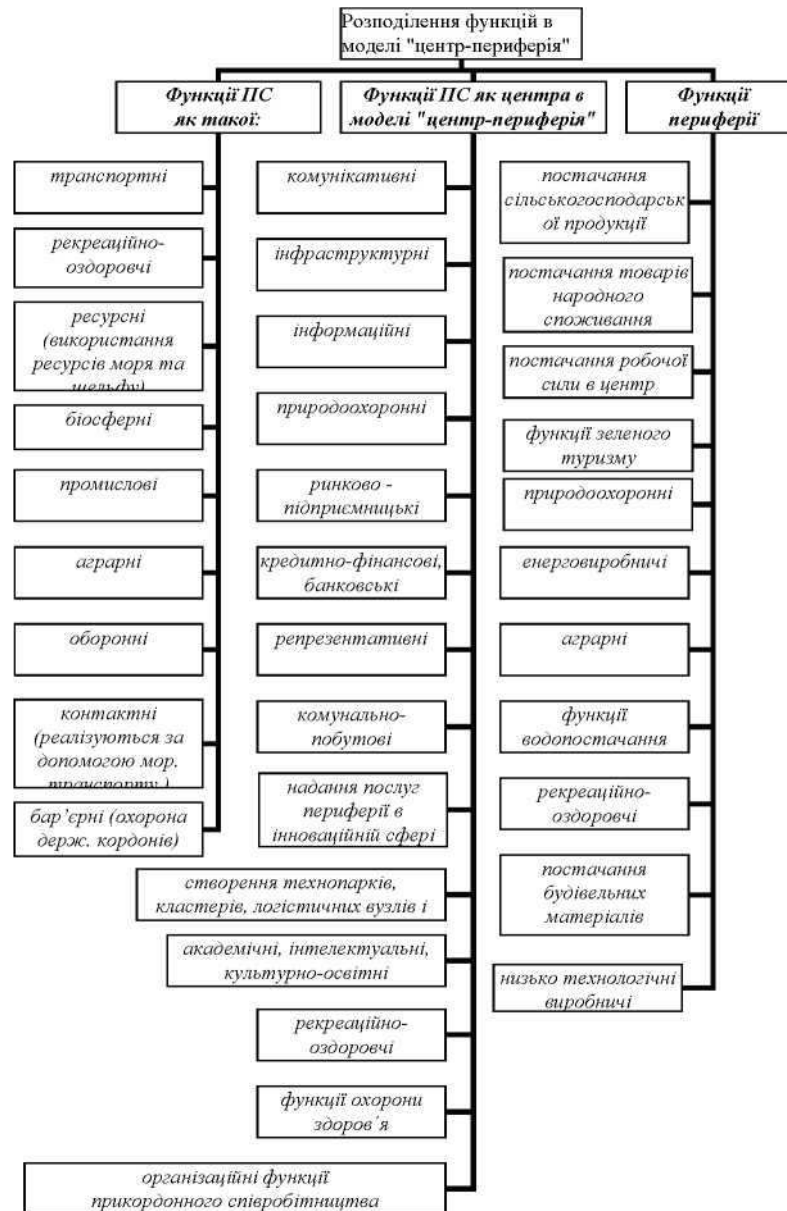 Розподілення функцій в
моделі "центр-периферія"
Функції ПС
як такої:
транспортні
рекреаційно-
оздоровчі
ресурсні
(використання
ресурсів моря та
шельфу)
біосферні
промислові
аграрні
оборонні
контактні
(реалізуються за
допомогою мор.
транспорту )
бар’єрні (охорона
держ. кордонів)
Функції ПС як центра в
моделі "центр-периферія"
комунікативні
інфраструктурні
інформаційні
природоохоронні
ринково -
підприємницькі
кредитно-фінансові,
банковські
репрезентативні
комунально-
побутові
надання послуг
периферії в
інноваційній сфері
створення технопарків,
кластерів, логістичних вузлів і
академічні, інтелектуальні,
культурно-освітні
рекреаційно-
оздоровчі
функції охорони
здоров´я
організаційні функції
прикордонного співробітництва
Функції
периферії
постачання
сільськогосподарськ
ої продукції
постачання товарів
народного
споживання
постачання робочої
сили в центр
функції зеленого
туризму
природоохоронні
енерговиробничі
аграрні
функції
водопостачання
рекреаційно-
оздоровчі
постачання
будівельних
матеріалів
низько технологічні
виробничі